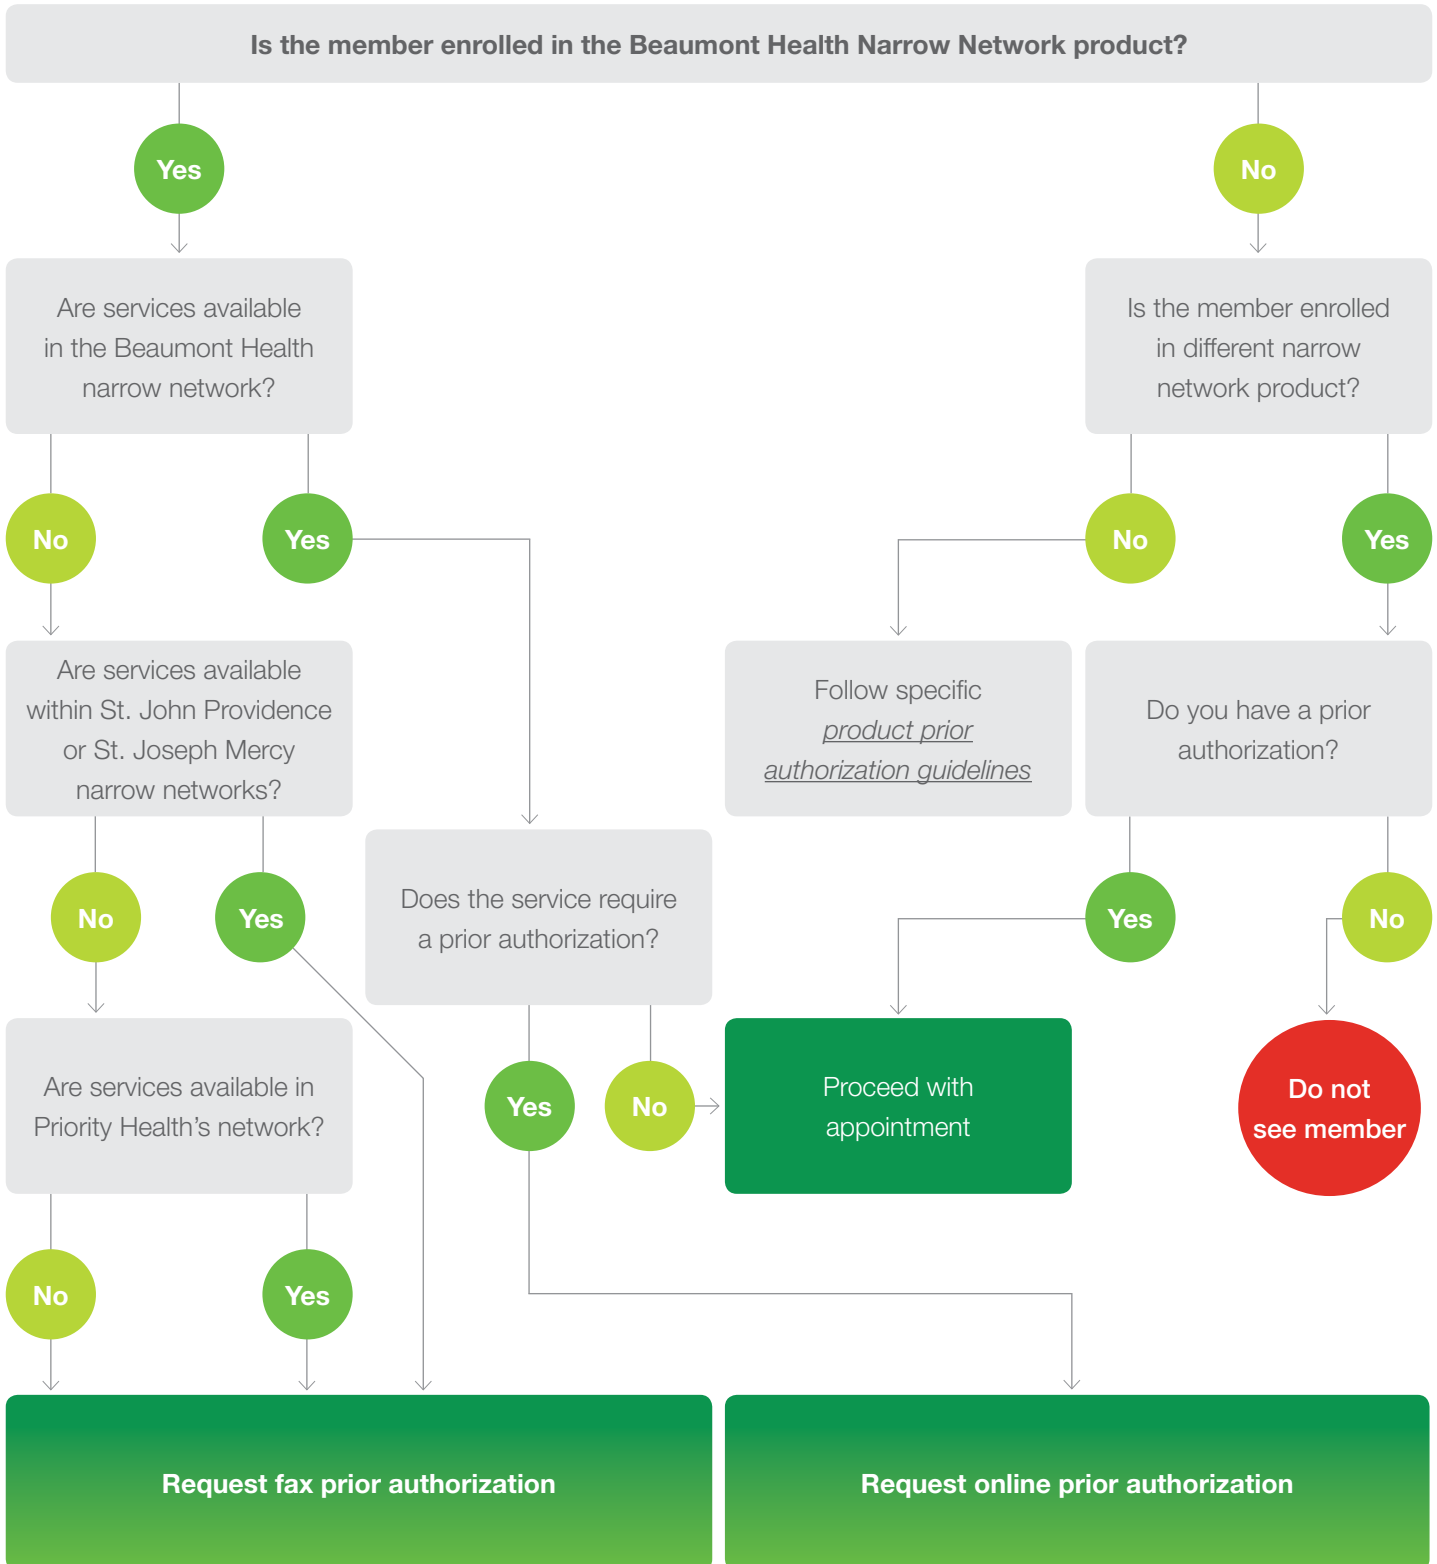 Is the member enrolled in the Beaumont Health Narrow Network product?
Yes
No
Are services available
in the Beaumont Health
narrow network?
Is the member enrolled
in different narrow
network product?
No
Yes
No
Yes
Are services available
within St. John Providence
or St. Joseph Mercy
narrow networks?
Follow specific
product prior
authorization guidelines
Do you have a prior
authorization?
No
Yes
Does the service require
a prior authorization?
Yes
No
Are services available in
Priority Health's network?
Yes
No
Proceed with
appointment
Do not
see member
No
Yes
Request fax prior authorization
Request online prior authorization